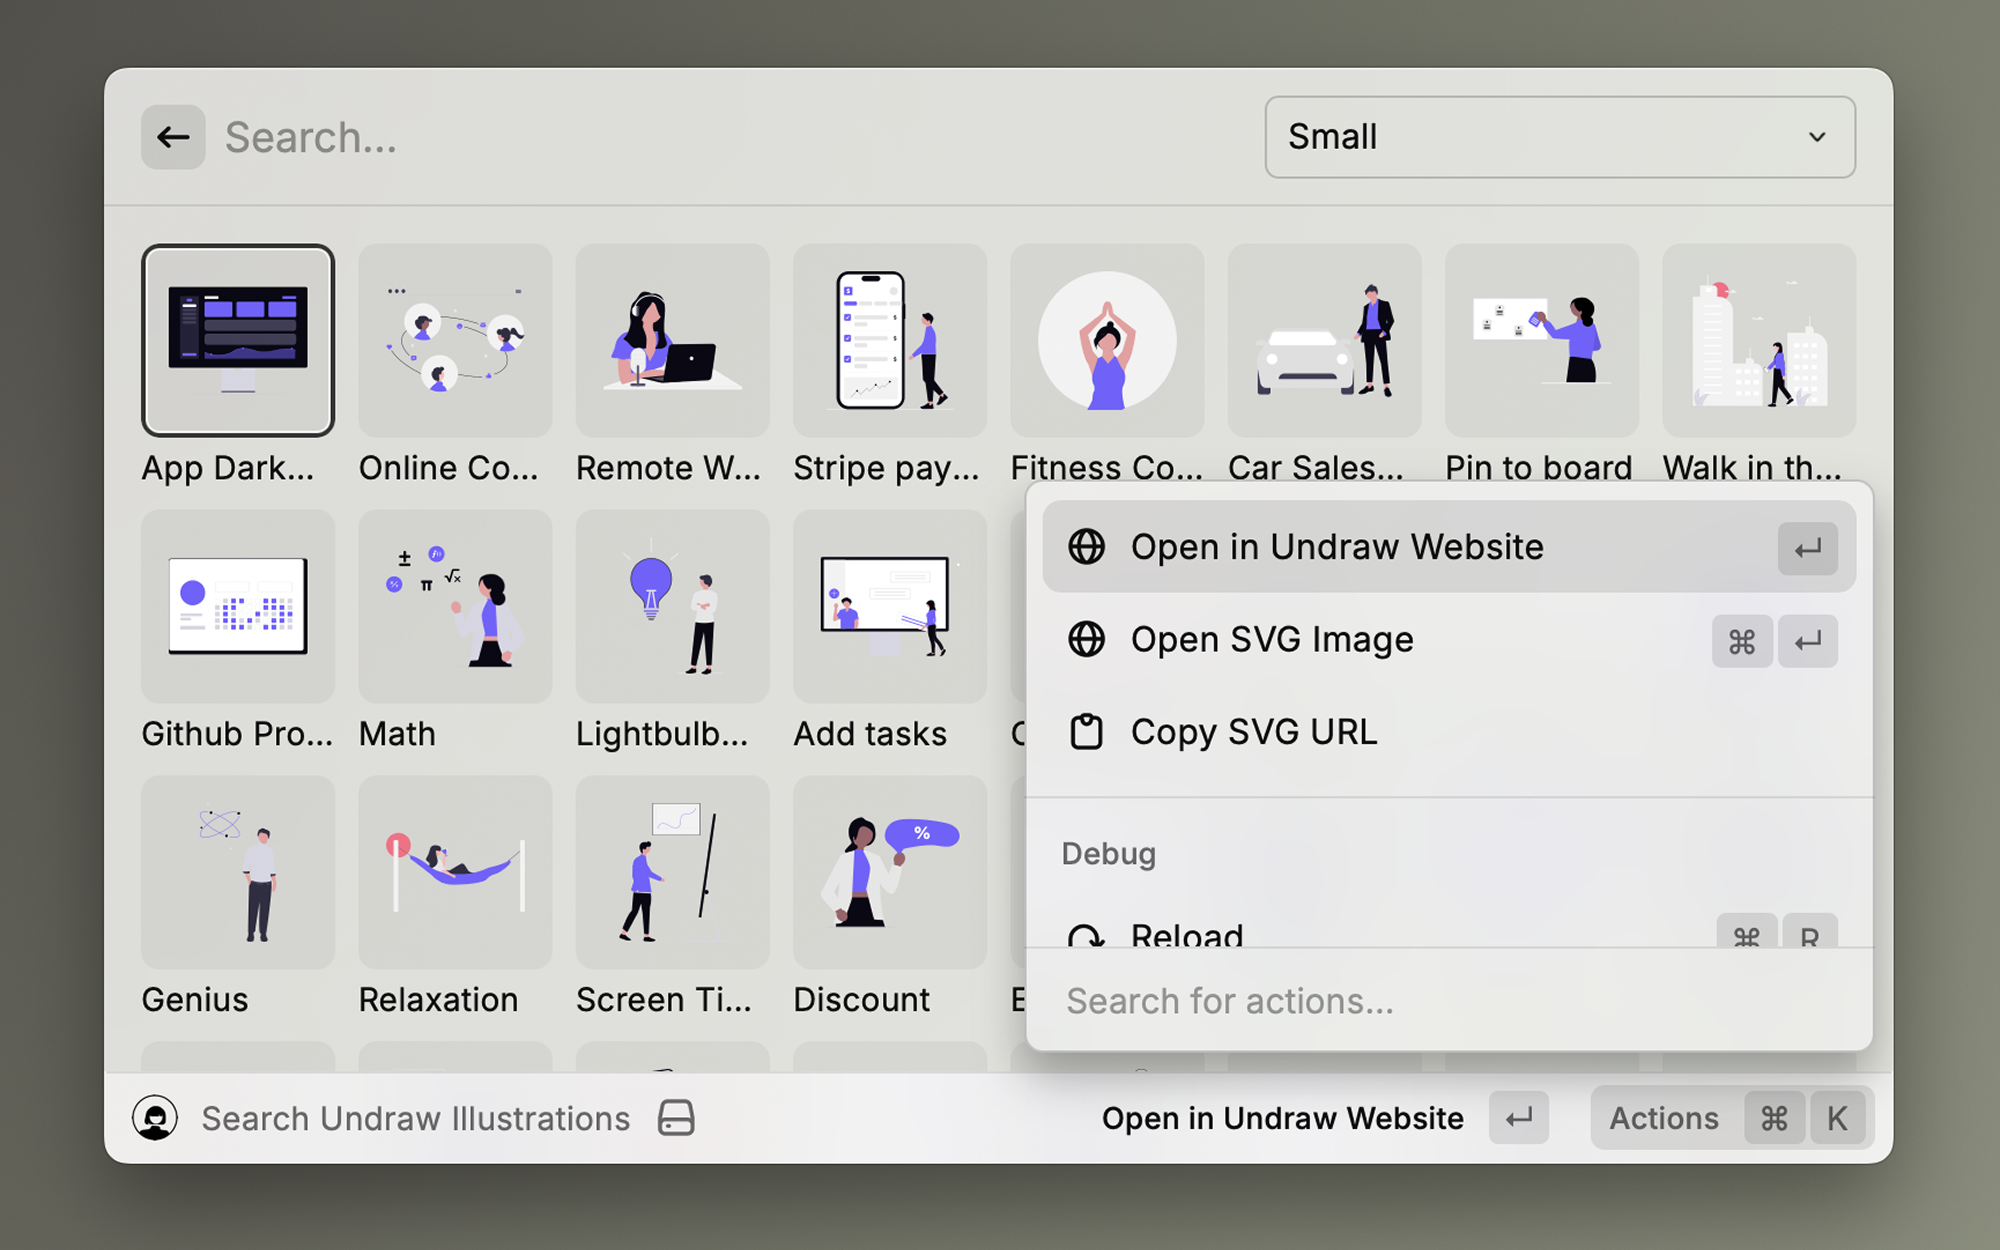 Search...
Small
App Dark...
Online Co...
Remote W...
Stripe pay...
Fitness Co...
Car Sales...
Pin to board
Walk in th...
Open in Undraw Website
Open SVG Image
⌘
Copy SVG URL
Github Pro...
Math
Lightbulb...
Add tasks
Debug
Reload
⌘ R
%
Genius
Relaxation
Screen Ti...
Discount
Search for actions...
Search Undraw Illustrations
Open in Undraw Website
Actions ⌘ K